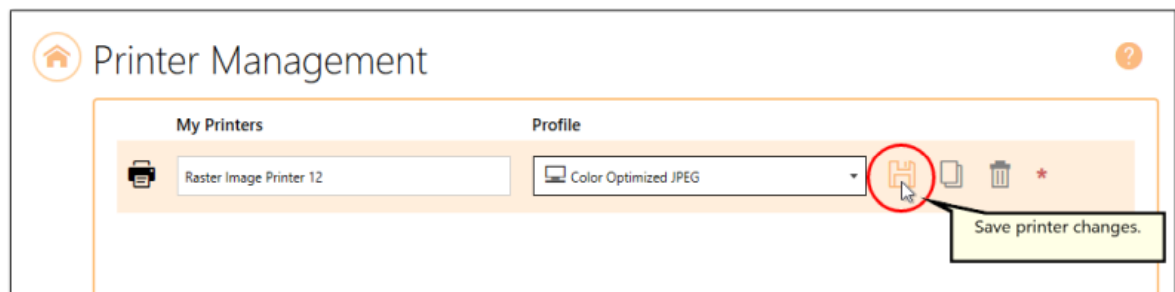 Printer Management
?
My Printers
Profile
Raster Image Printer 12
Color Optimized JPEG
*
Save printer changes.